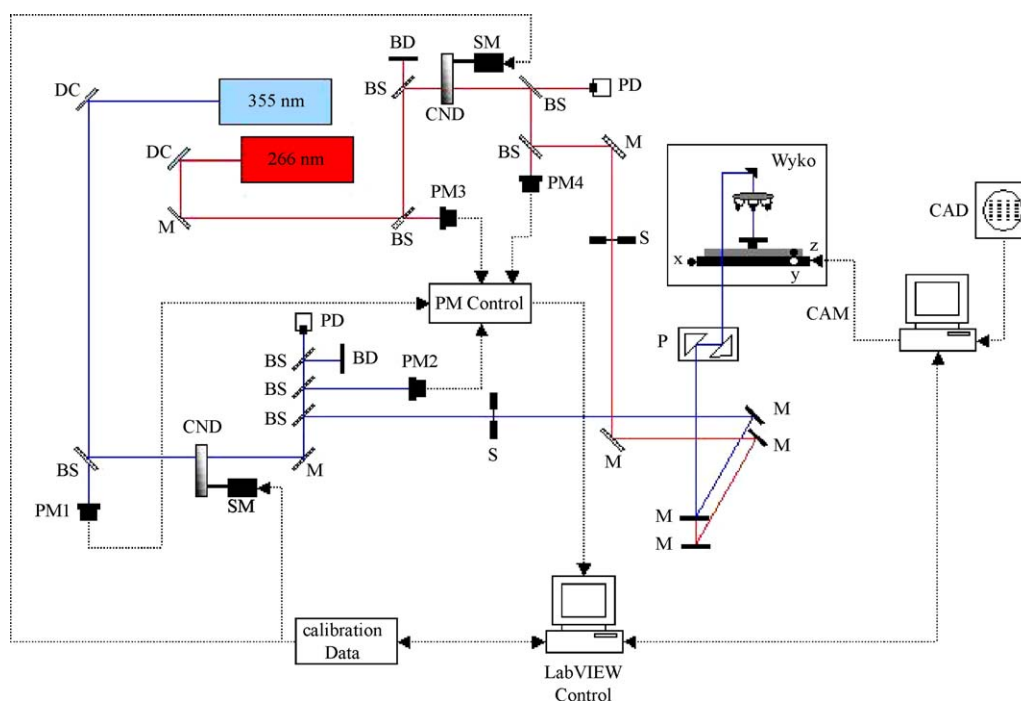 BD
SM
DC
355 nm
BS
CND
BS
PD
DC
266 nm
BS
M
PM4
Wyko
PM3
M
BS
S
CAD
x
z
y
PM Control
CAM
PD
BS
BD
PM2
P
BS
BS
CND
S
M
M
M
BS
M
SM
PM1
M
M
calibration
Data
LabVIEW
Control